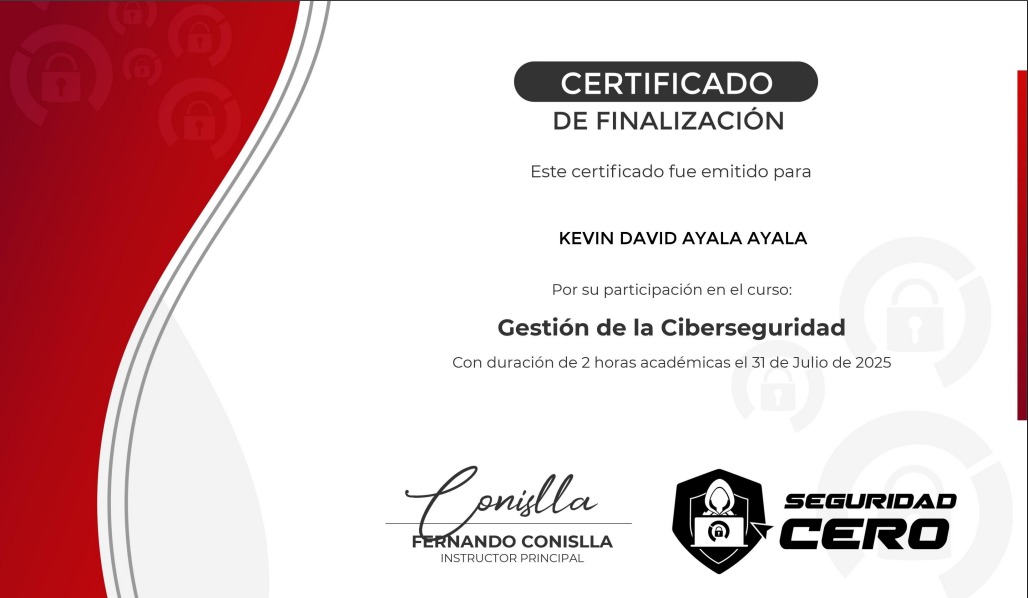 CERTIFICADO
DE FINALIZACIÓN
Este certificado fue emitido para
KEVIN DAVID AYALA AYALA
Por su participación en el curso:
Gestión de la Ciberseguridad
Con duración de 2 horas académicas el 31 de Julio de 2025
Conislla
FERNANDO CONISLLA
INSTRUCTOR PRINCIPAL
SEGURIDAD
CERO